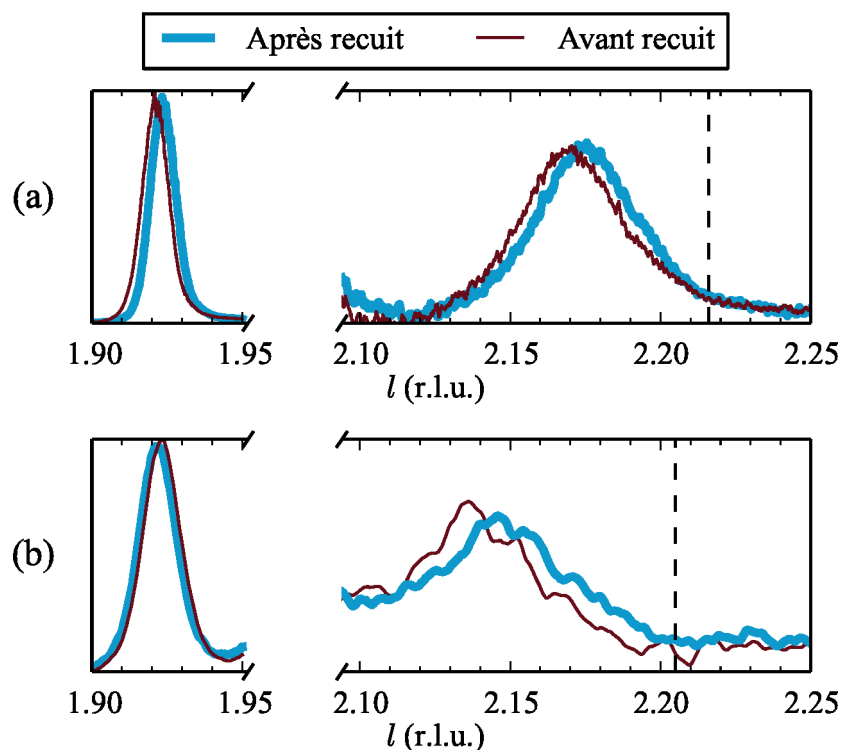 Après recuit Avant recuit
(a)
1.90 1.95 2.10 2.15 2.20 2.25
l (r.l.u.)
(b)
1.90 1.95 2.10 2.15 2.20 2.25
l (r.l.u.)